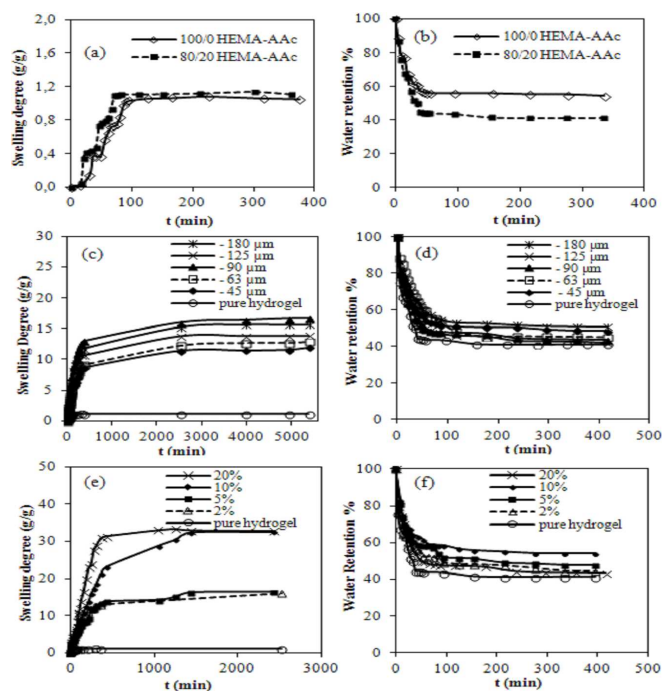 (a)
100/0 HEMA-AAc
80/20 HEMA-AAc
Swelling degree (g/g)
2,0
1,6
1,2
0,8
0,4
0,0
0 100 200 300 400
t (min)
(b)
100/0 HEMA-AAc
80/20 HEMA-AAc
Water retention %
100
80
60
40
20
0
0 100 200 300 400
t (min)
(c)
- 180 µm
- 125 µm
- 90 µm
- 63 µm
- 45 µm
pure hydrogel
Swelling Degree (g/g)
30
25
20
15
10
5
0
0 1000 2000 3000 4000 5000
t (min)
(d)
- 180 µm
- 125 µm
- 90 µm
- 63 µm
- 45 µm
pure hydrogel
Water retention %
100
80
60
40
20
0
0 100 200 300 400 500
t (min)
(e)
20%
10%
5%
2%
pure hydrogel
Swelling degree (g/g)
50
40
30
20
10
0
0 1000 2000 3000
t (min)
(f)
20%
10%
5%
2%
pure hydrogel
Water Retention %
100
80
60
40
20
0
0 100 200 300 400 500
t (min)